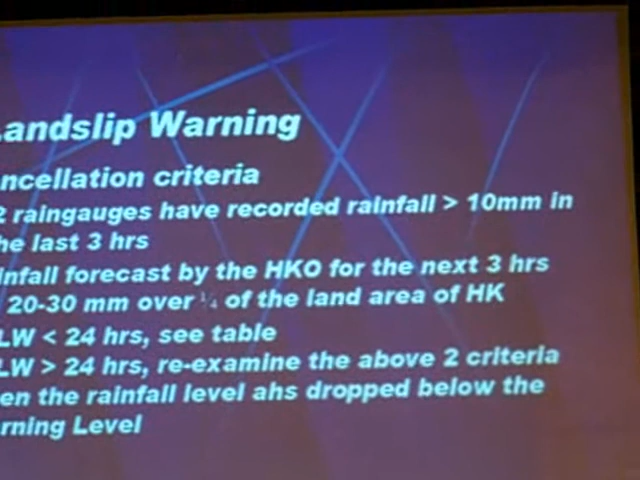 andslip Warning
ncellation criteria
2 raingauges have recorded rainfall > 10mm in
he last 3 hrs
infall forecast by the HKO for the next 3 hrs
20-30 mm over ¼ of the land area of HK
LW < 24 hrs, see table
LW > 24 hrs, re-examine the above 2 criteria
en the rainfall level ahs dropped below the
rning Level